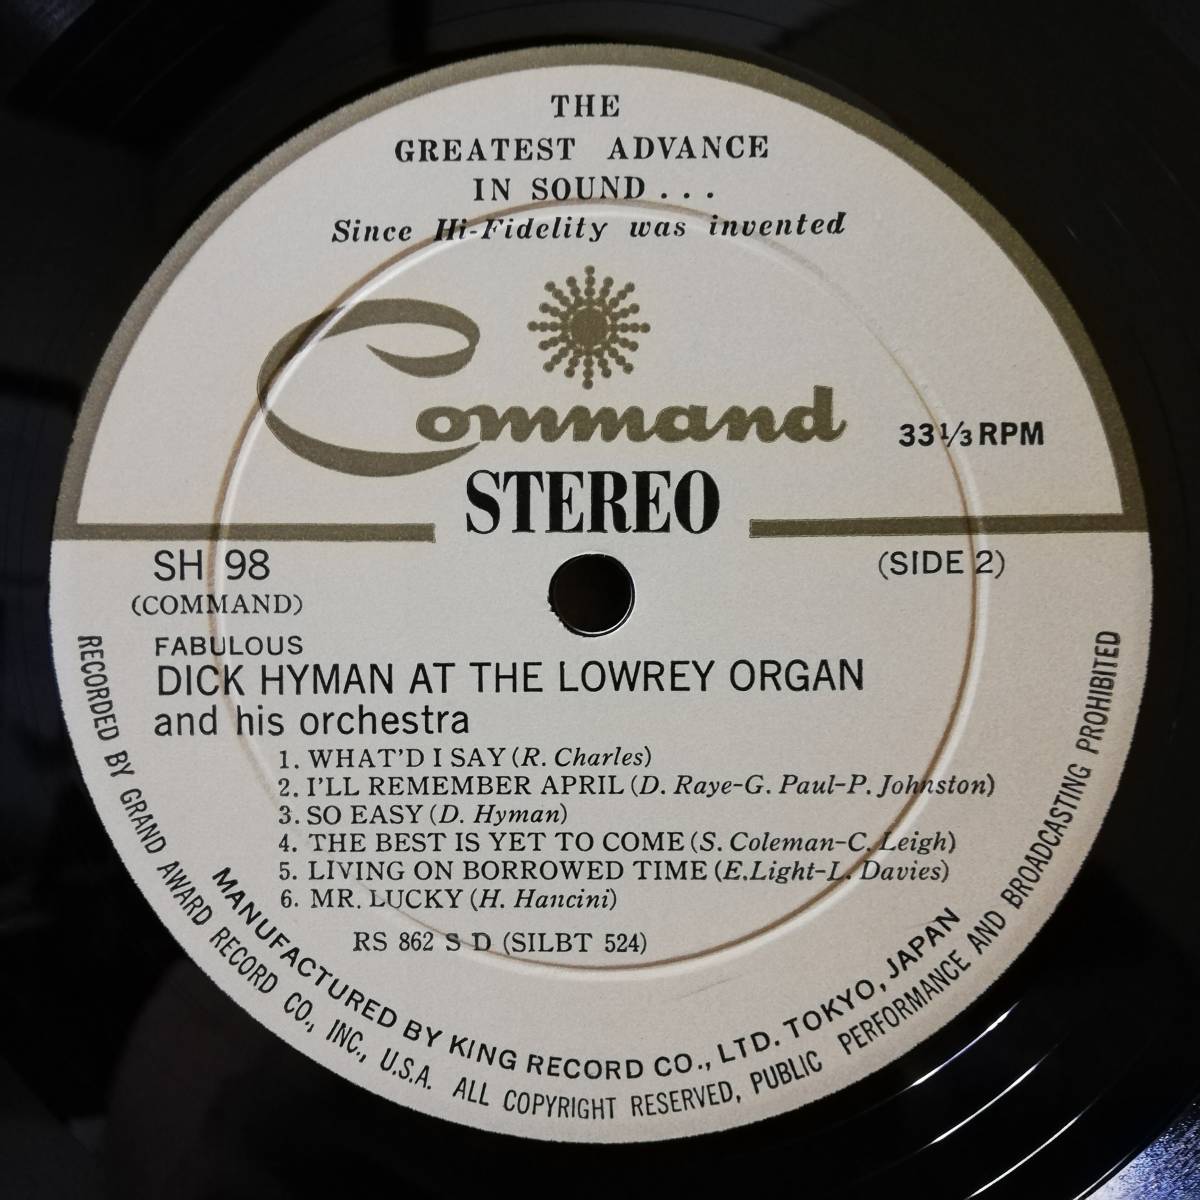 THE
GREATEST ADVANCE
IN SOUND...
Since Hi-Fidelity was invented
Command
33 1/3 RPM
STEREO
SH 98
(SIDE 2)
(COMMAND)
FABULOUS
DICK HYMAN AT THE LOWREY ORGAN
and his orchestra
1. WHAT'D I SAY (R. Charles)
2. I'LL REMEMBER APRIL (D. Raye-G. Paul-P. Johnston)
3. SO EASY (D. Hyman)
4. THE BEST IS YET TO COME (S. Coleman-C. Leigh)
5. LIVING ON BORROWED TIME (E. Light-L. Davies)
6. MR. LUCKY (H. Hancini)
RS 862 S D (SILBT 524)
MANUFACTURED BY KING RECORD CO., LTD. TOKYO, JAPAN
RECORDED BY GRAND AWARD RECORD CO., INC., U.S.A. ALL COPYRIGHT RESERVED, PUBLIC PERFORMANCE AND BROADCASTING PROHIBITED